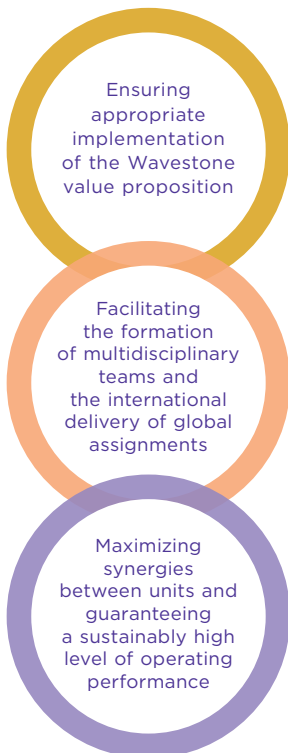 Ensuring
appropriate
implementation
of the Wavestone
value proposition
Facilitating
the formation
of multidisciplinary
teams and
the international
delivery of global
assignments
Maximizing
synergies
between units and
guaranteeing
a sustainably high
level of operating
performance